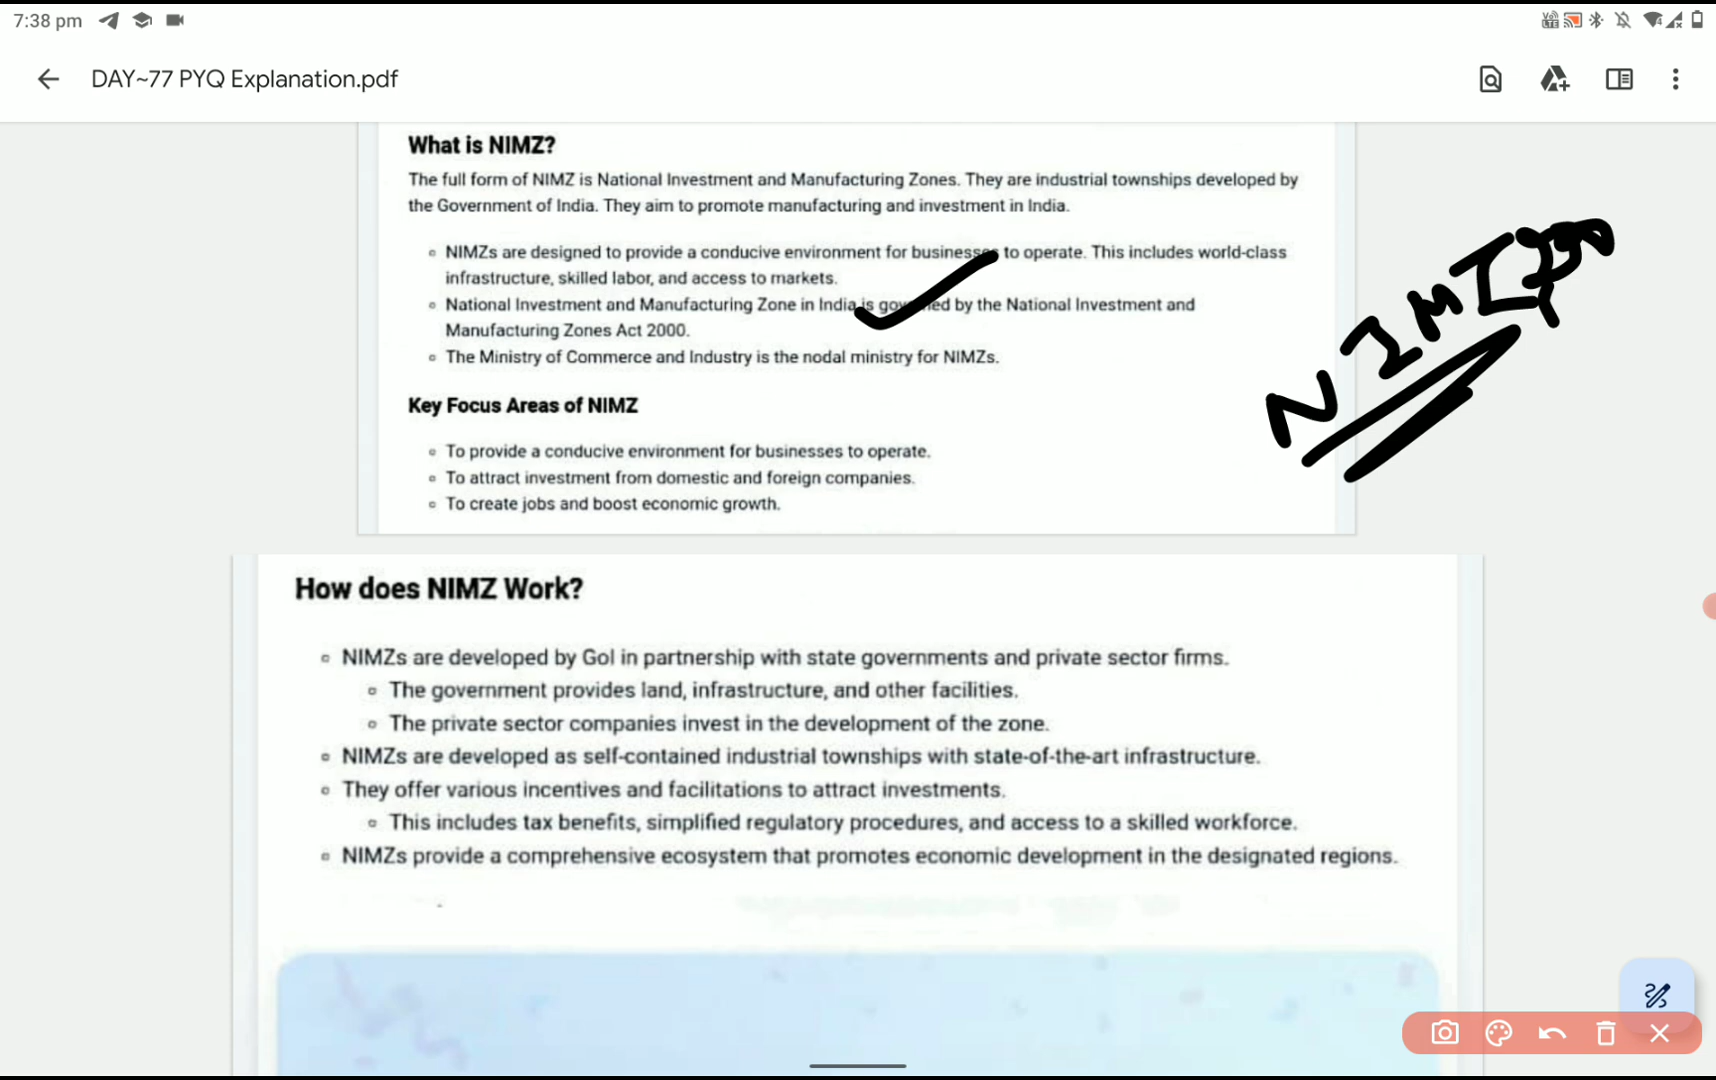 7:38 pm
DAY~77 PYQ Explanation.pdf
What is NIMZ?
The full form of NIMZ is National Investment and Manufacturing Zones. They are industrial townships developed by
the Government of India. They aim to promote manufacturing and investment in India.
NIMZs are designed to provide a conducive environment for businesses to operate. This includes world-class
infrastructure, skilled labor, and access to markets.
National Investment and Manufacturing Zone in India is governed by the National Investment and
Manufacturing Zones Act 2000.
The Ministry of Commerce and Industry is the nodal ministry for NIMZs.
Key Focus Areas of NIMZ
To provide a conducive environment for businesses to operate.
To attract investment from domestic and foreign companies.
To create jobs and boost economic growth.
How does NIMZ Work?
NIMZs are developed by GoI in partnership with state governments and private sector firms.
The government provides land, infrastructure, and other facilities.
The private sector companies invest in the development of the zone.
NIMZs are developed as self-contained industrial townships with state-of-the-art infrastructure.
They offer various incentives and facilitations to attract investments.
This includes tax benefits, simplified regulatory procedures, and access to a skilled workforce.
NIMZs provide a comprehensive ecosystem that promotes economic development in the designated regions.